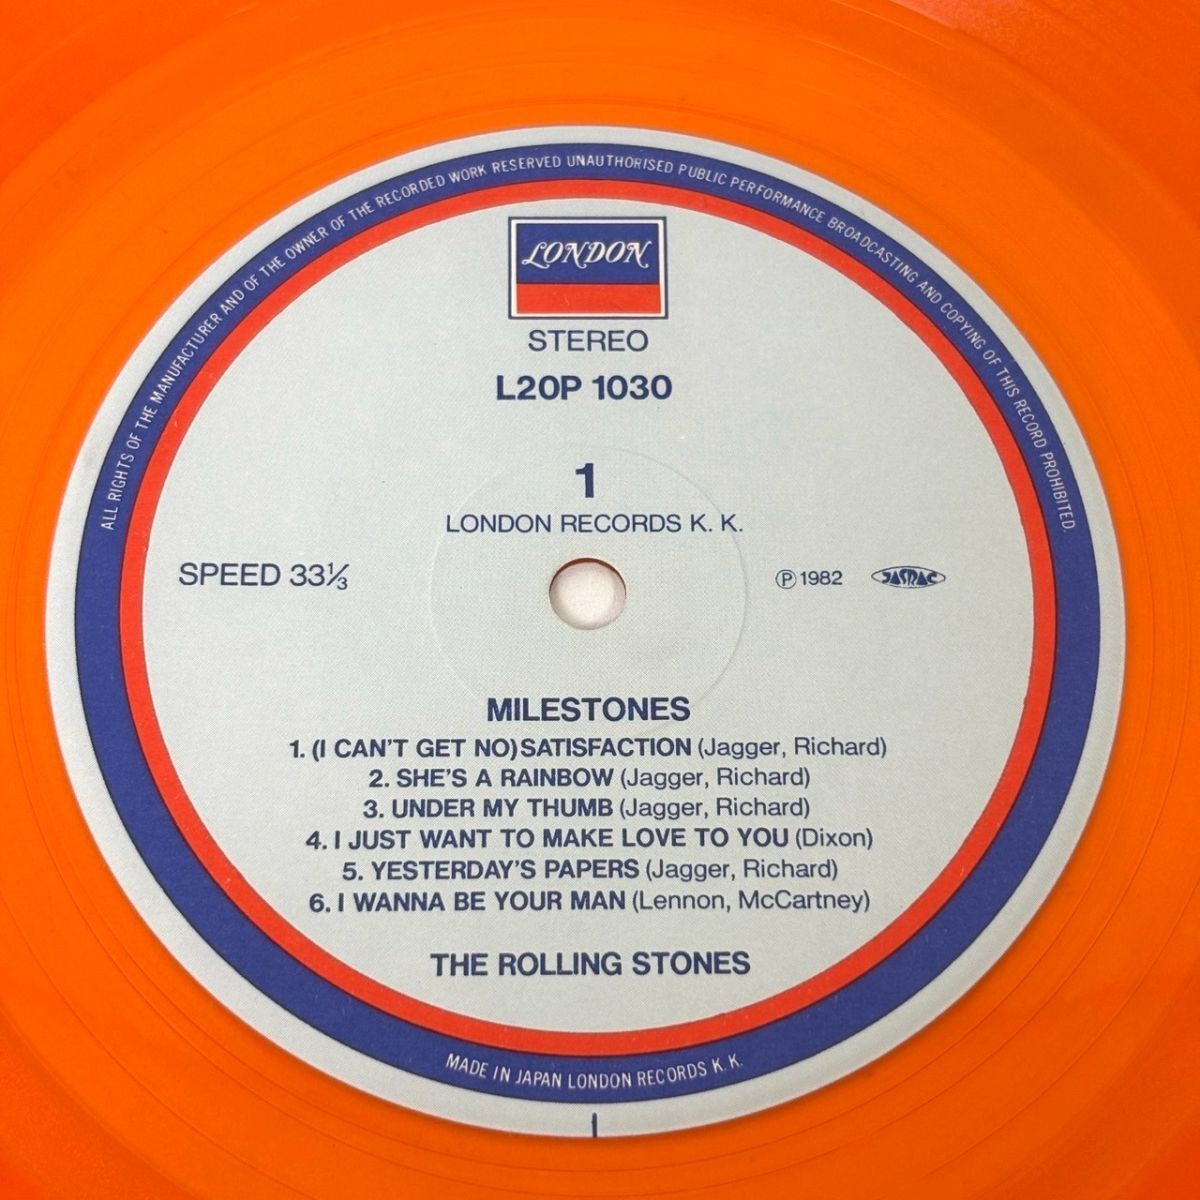 ALL RIGHTS OF THE MANUFACTURER AND OF THE OWNER OF THE RECORDED WORK RESERVED UNAUTHORISED PUBLIC PERFORMANCE BROADCASTING AND COPYING OF THIS RECORD PROHIBITED.
LONDON
STEREO
L20P 1030
1
LONDON RECORDS K. K.
SPEED 33⅓
Ⓟ1982 JASRAC
MILESTONES
1. (I CAN'T GET NO) SATISFACTION (Jagger, Richard)
2. SHE'S A RAINBOW (Jagger, Richard)
3. UNDER MY THUMB (Jagger, Richard)
4. I JUST WANT TO MAKE LOVE TO YOU (Dixon)
5. YESTERDAY'S PAPERS (Jagger, Richard)
6. I WANNA BE YOUR MAN (Lennon, McCartney)
THE ROLLING STONES
MADE IN JAPAN LONDON RECORDS K. K.